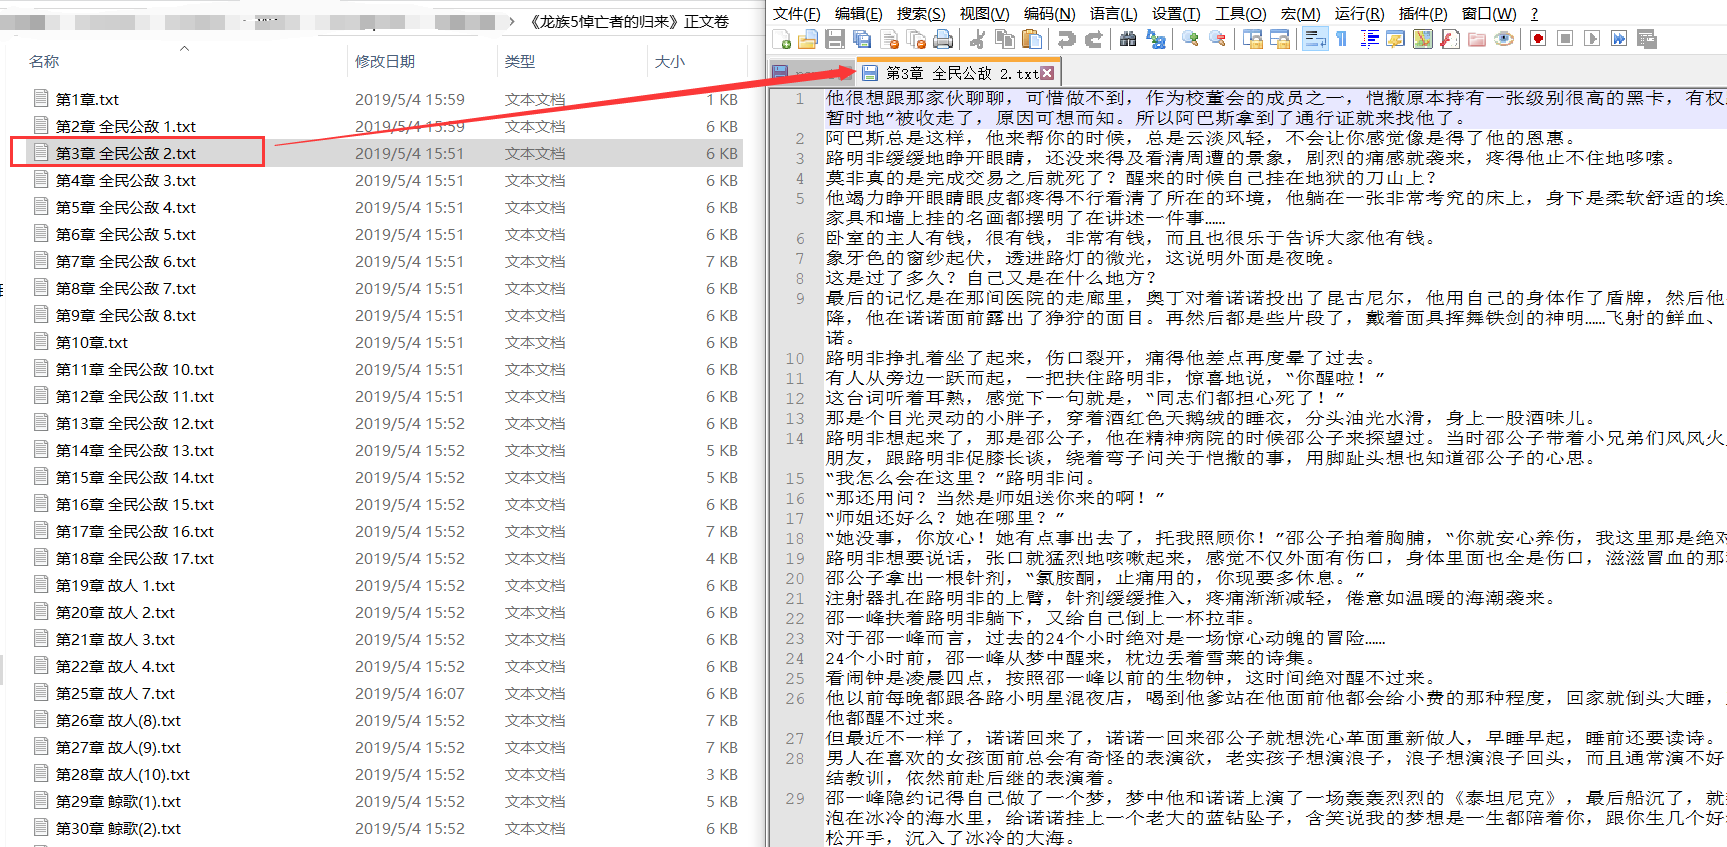 《龙族5悼亡者的归来》正文卷
名称 修改日期 类型 大小
第1章.txt 2019/5/4 15:59 文本文档 1 KB
第2章 全民公敌 1.txt 2019/5/4 15:59 文本文档 6 KB
第3章 全民公敌 2.txt 2019/5/4 15:51 文本文档 6 KB
第4章 全民公敌 3.txt 2019/5/4 15:51 文本文档 6 KB
第5章 全民公敌 4.txt 2019/5/4 15:51 文本文档 6 KB
第6章 全民公敌 5.txt 2019/5/4 15:51 文本文档 6 KB
第7章 全民公敌 6.txt 2019/5/4 15:51 文本文档 7 KB
第8章 全民公敌 7.txt 2019/5/4 15:51 文本文档 6 KB
第9章 全民公敌 8.txt 2019/5/4 15:51 文本文档 6 KB
第10章.txt 2019/5/4 15:51 文本文档 6 KB
第11章 全民公敌 10.txt 2019/5/4 15:51 文本文档 6 KB
第12章 全民公敌 11.txt 2019/5/4 15:51 文本文档 6 KB
第13章 全民公敌 12.txt 2019/5/4 15:52 文本文档 6 KB
第14章 全民公敌 13.txt 2019/5/4 15:52 文本文档 5 KB
第15章 全民公敌 14.txt 2019/5/4 15:52 文本文档 5 KB
第16章 全民公敌 15.txt 2019/5/4 15:52 文本文档 6 KB
第17章 全民公敌 16.txt 2019/5/4 15:52 文本文档 7 KB
第18章 全民公敌 17.txt 2019/5/4 15:52 文本文档 4 KB
第19章 故人 1.txt 2019/5/4 15:52 文本文档 6 KB
第20章 故人 2.txt 2019/5/4 15:52 文本文档 6 KB
第21章 故人 3.txt 2019/5/4 15:52 文本文档 6 KB
第22章 故人 4.txt 2019/5/4 15:52 文本文档 6 KB
第25章 故人 7.txt 2019/5/4 16:07 文本文档 6 KB
第26章 故人(8).txt 2019/5/4 15:52 文本文档 7 KB
第27章 故人(9).txt 2019/5/4 15:52 文本文档 7 KB
第28章 故人(10).txt 2019/5/4 15:52 文本文档 3 KB
第29章 鲸歌(1).txt 2019/5/4 15:52 文本文档 5 KB
第30章 鲸歌(2).txt 2019/5/4 15:52 文本文档 6 KB
文件(F) 编辑(E) 搜索(S) 视图(V) 编码(N) 语言(L) 设置(T) 工具(O) 宏(M) 运行(R) 插件(P) 窗口(W) ?
第3章 全民公敌 2.txt
1 他很想跟那家伙聊聊，可惜做不到，作为校董会的成员之一，恺撒原本持有一张级别很高的黑卡，有权
暂时地”被收走了，原因可想而知。所以阿巴斯拿到了通行证就来找他了。
2 阿巴斯总是这样，他来帮你的时候，总是云淡风轻，不会让你感觉像是得了他的恩惠。
3 路明非缓缓地睁开眼睛，还没来得及看清周遭的景象，剧烈的痛感就袭来，疼得他止不住地哆嗦。
4 莫非真的是完成交易之后就死了？醒来的时候自己挂在地狱的刀山上？
5 他竭力睁开眼睛眼皮都疼得不行看清了所在的环境，他躺在一张非常考究的床上，身下是柔软舒适的埃
家具和墙上挂的名画都摆明了在讲述一件事……
6 卧室的主人有钱，很有钱，非常有钱，而且也很乐于告诉大家他有钱。
7 象牙色的窗纱起伏，透进路灯的微光，这说明外面是夜晚。
8 这是过了多久？自己又是在什么地方？
9 最后的记忆是在那间医院的走廊里，奥丁对着诺诺投出了昆古尼尔，他用自己的身体作了盾牌，然后他
降，他在诺诺面前露出了狰狞的面目。再然后都是些片段了，戴着面具挥舞铁剑的神明……飞射的鲜血、
诺。
10 路明非挣扎着坐了起来，伤口裂开，痛得他差点再度晕了过去。
11 有人从旁边一跃而起，一把扶住路明非，惊喜地说，“你醒啦！”
12 这台词听着耳熟，感觉下一句就是，“同志们都担心死了！”
13 那是个目光灵动的小胖子，穿着酒红色天鹅绒的睡衣，分头油光水滑，身上一股酒味儿。
14 路明非想起来了，那是邵公子，他在精神病院的时候邵公子来探望过。当时邵公子带着小兄弟们风风火
朋友，跟路明非促膝长谈，绕着弯子问关于恺撒的事，用脚趾头想也知道邵公子的心思。
15 “我怎么会在这里？”路明非问。
16 “那还用问？当然是师姐送你来的啊！”
17 “师姐还好么？她在哪里？”
18 “她没事，你放心！她有点事出去了，托我照顾你！”邵公子拍着胸脯，“你就安心养伤，我这里那是绝对
19 路明非想要说话，张口就猛烈地咳嗽起来，感觉不仅外面有伤口，身体里面也全是伤口，滋滋冒血的那
20 邵公子拿出一根针剂，“氯胺酮，止痛用的，你现要多休息。”
21 注射器扎在路明非的上臂，针剂缓缓推入，疼痛渐渐减轻，倦意如温暖的海潮袭来。
22 邵一峰扶着路明非躺下，又给自己倒上一杯拉菲。
23 对于邵一峰而言，过去的24个小时绝对是一场惊心动魄的冒险……
24 24个小时前，邵一峰从梦中醒来，枕边丢着雪莱的诗集。
25 看闹钟是凌晨四点，按照邵一峰以前的生物钟，这时间绝对醒不过来。
26 他以前每晚都跟各路小明星混夜店，喝到他爹站在他面前他都会给小费的那种程度，回家就倒头大睡，
他都醒不过来。
27 但最近不一样了，诺诺回来了，诺诺一回来邵公子就想洗心革面重新做人，早睡早起，睡前还要读诗。
28 男人在喜欢的女孩面前总会有奇怪的表演欲，老实孩子想演浪子，浪子想演浪子回头，而且通常演不好
结教训，依然前赴后继的表演着。
29 邵一峰隐约记得自己做了一个梦，梦中他和诺诺上演了一场轰轰烈烈的《泰坦尼克》，最后船沉了，就
泡在冰冷的海水里，给诺诺挂上一个老大的蓝钻坠子，含笑说我的梦想是一生都陪着你，跟你生几个好
松开手，沉入了冰冷的大海。